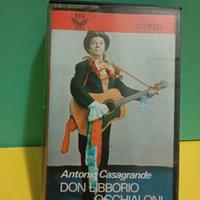 STEREO
Antonio Casagrande
DON LIBBORIO
OCCHIALONI